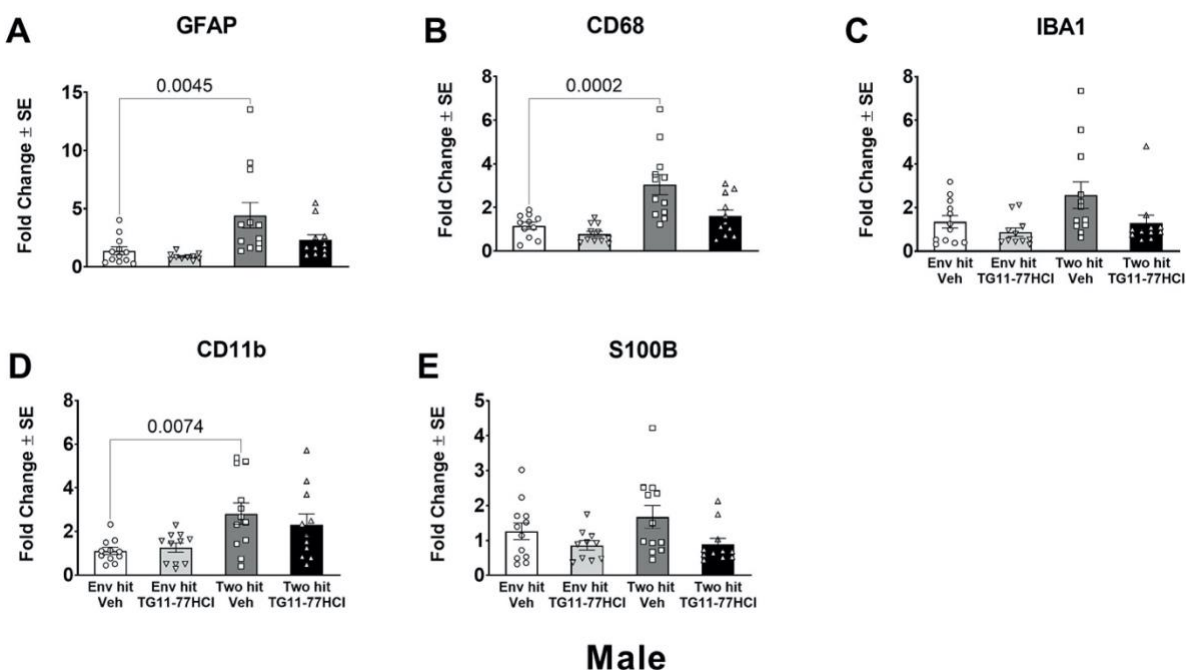 A
GFAP
Fold Change ± SE
15
10
5
0
0.0045
B
CD68
Fold Change ± SE
8
6
4
2
0
0.0002
C
IBA1
Fold Change ± SE
8
6
4
2
0
Env hit Veh
Env hit TG11-77HCl
Two hit Veh
Two hit TG11-77HCl
D
CD11b
Fold Change ± SE
8
6
4
2
0
0.0074
Env hit Veh
Env hit TG11-77HCl
Two hit Veh
Two hit TG11-77HCl
E
S100B
Fold Change ± SE
5
4
3
2
1
0
Env hit Veh
Env hit TG11-77HCl
Two hit Veh
Two hit TG11-77HCl
Male